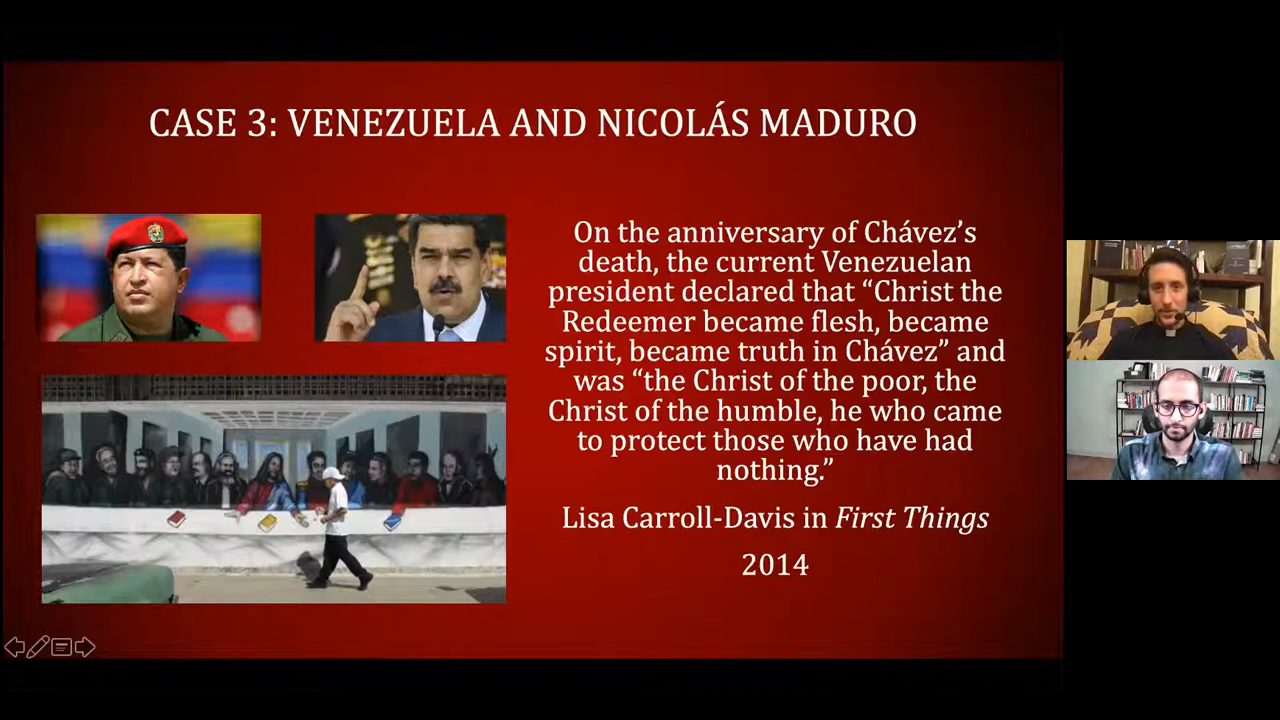 CASE 3: VENEZUELA AND NICOLÁS MADURO
On the anniversary of Chávez’s
death, the current Venezuelan
president declared that “Christ the
Redeemer became flesh, became
spirit, became truth in Chávez” and
was “the Christ of the poor, the
Christ of the humble, he who came
to protect those who have had
nothing.”
Lisa Carroll-Davis in First Things
2014